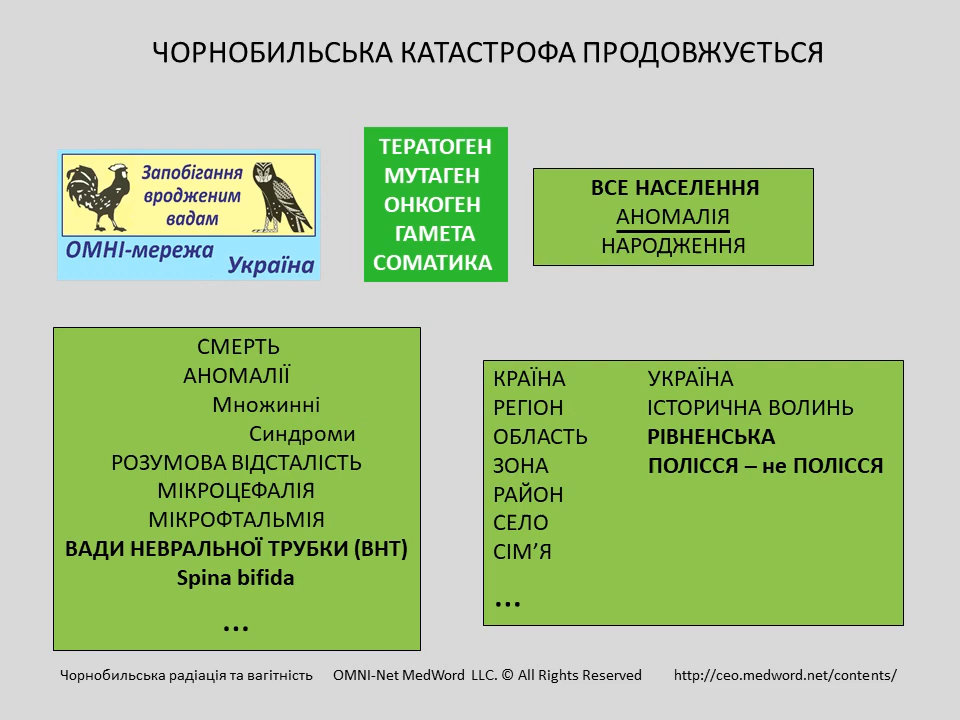 ЧОРНОБИЛЬСЬКА КАТАСТРОФА ПРОДОВЖУЄТЬСЯ
Запобігання
вродженим
вадам
ОМНІ-мережа
Україна
ТЕРАТОГЕН
МУТАГЕН
ОНКОГЕН
ГАМЕТА
СОМАТИКА
ВСЕ НАСЕЛЕННЯ
АНОМАЛІЯ
НАРОДЖЕННЯ
СМЕРТЬ
АНОМАЛІЇ
Множинні
Синдроми
РОЗУМОВА ВІДСТАЛІСТЬ
МІКРОЦЕФАЛІЯ
МІКРОФТАЛЬМІЯ
ВАДИ НЕВРАЛЬНОЇ ТРУБКИ (ВНТ)
Spina bifida
...
КРАЇНА УКРАЇНА
РЕГІОН ІСТОРИЧНА ВОЛИНЬ
ОБЛАСТЬ РІВНЕНСЬКА
ЗОНА ПОЛІССЯ – не ПОЛІССЯ
РАЙОН
СЕЛО
СІМ’Я
...
Чорнобильська радіація та вагітність OMNI-Net MedWord LLC. © All Rights Reserved http://ceo.medword.net/contents/